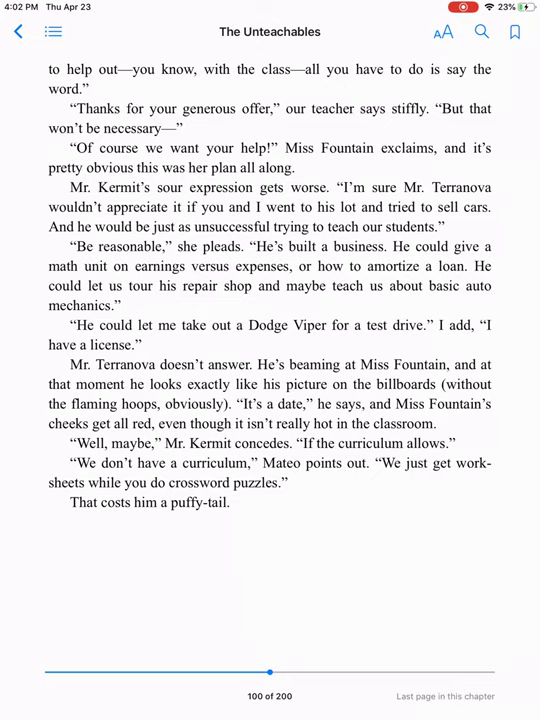 4:02 PM Thu Apr 23 23%
The Unteachables AA
to help out—you know, with the class—all you have to do is say the
word.”
“Thanks for your generous offer,” our teacher says stiffly. “But that
won’t be necessary—”
“Of course we want your help!” Miss Fountain exclaims, and it’s
pretty obvious this was her plan all along.
Mr. Kermit’s sour expression gets worse. “I’m sure Mr. Terranova
wouldn’t appreciate it if you and I went to his lot and tried to sell cars.
And he would be just as unsuccessful trying to teach our students.”
“Be reasonable,” she pleads. “He’s built a business. He could give a
math unit on earnings versus expenses, or how to amortize a loan. He
could let us tour his repair shop and maybe teach us about basic auto
mechanics.”
“He could let me take out a Dodge Viper for a test drive.” I add, “I
have a license.”
Mr. Terranova doesn’t answer. He’s beaming at Miss Fountain, and at
that moment he looks exactly like his picture on the billboards (without
the flaming hoops, obviously). “It’s a date,” he says, and Miss Fountain’s
cheeks get all red, even though it isn’t really hot in the classroom.
“Well, maybe,” Mr. Kermit concedes. “If the curriculum allows.”
“We don’t have a curriculum,” Mateo points out. “We just get work-
sheets while you do crossword puzzles.”
That costs him a puffy-tail.
100 of 200 Last page in this chapter